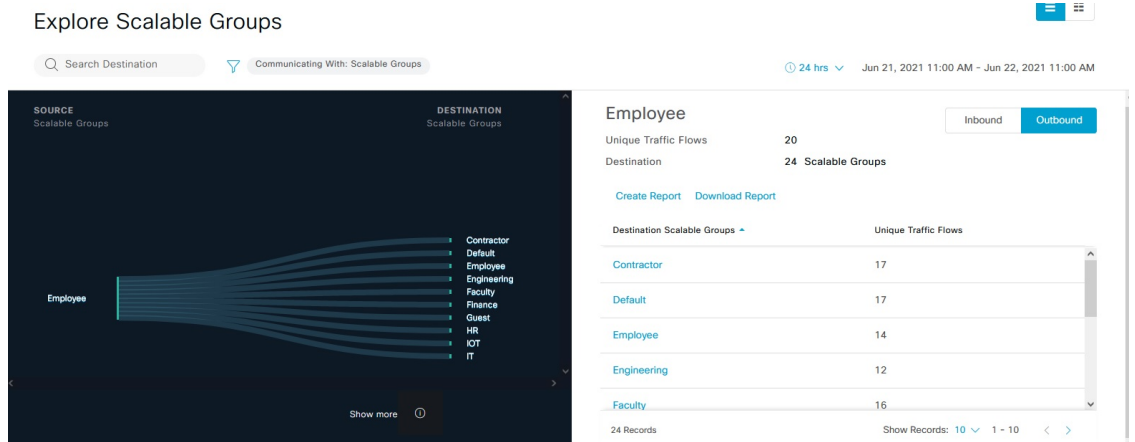 Explore Scalable Groups
Search Destination
Communicating With: Scalable Groups
24 hrs
Jun 21, 2021 11:00 AM - Jun 22, 2021 11:00 AM
SOURCE
Scalable Groups
DESTINATION
Scalable Groups
Employee
Contractor
Default
Employee
Engineering
Faculty
Finance
Guest
HR
IOT
IT
Show more
Employee
Inbound
Outbound
Unique Traffic Flows 20
Destination 24 Scalable Groups
Create Report Download Report
Destination Scalable Groups Unique Traffic Flows
Contractor 17
Default 17
Employee 14
Engineering 12
Faculty 16
24 Records
Show Records: 10 1 - 10